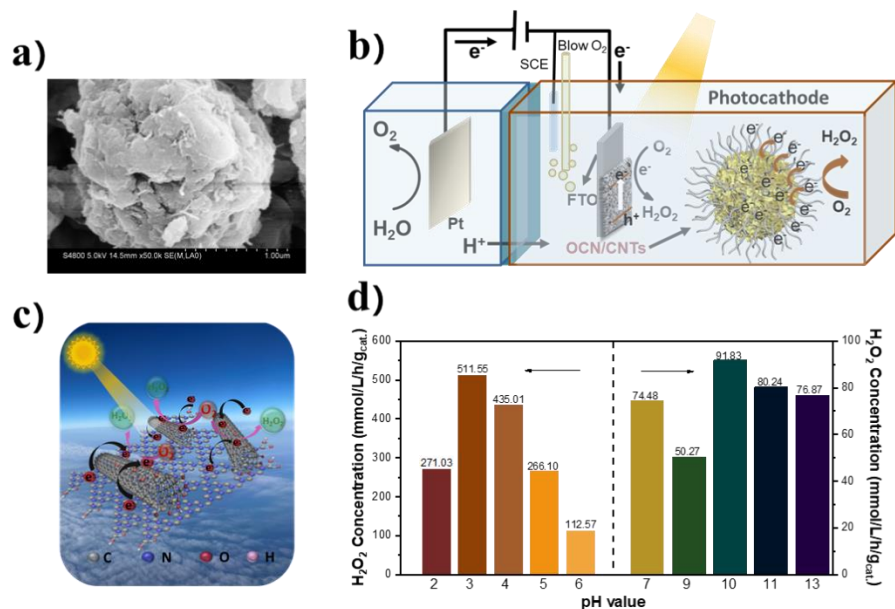 a)
S4800 5.0kV 14.5mm x50.0k SE(M,LA0)
1.00um
b)
e-
SCE
Blow O2
e-
Photocathode
O2
H2O
Pt
H+
FTO
e-
h+
O2
e-
H2O2
OCN/CNTs
e-
e-
e-
e-
e-
e-
e-
e-
e-
e-
e-
H2O2
O2
c)
H2O2
O2
O2
e
e
e
C
N
O
H
d)
H2O2 Concentration (mmol/L/h/gcat.)
600
500
400
300
200
100
0
271.03
511.55
435.01
266.10
112.57
74.48
50.27
91.83
80.24
76.87
100
80
60
40
20
0
H2O2 Concentration (mmol/L/h/gcat.)
2 3 4 5 6 7 9 10 11 13
pH value